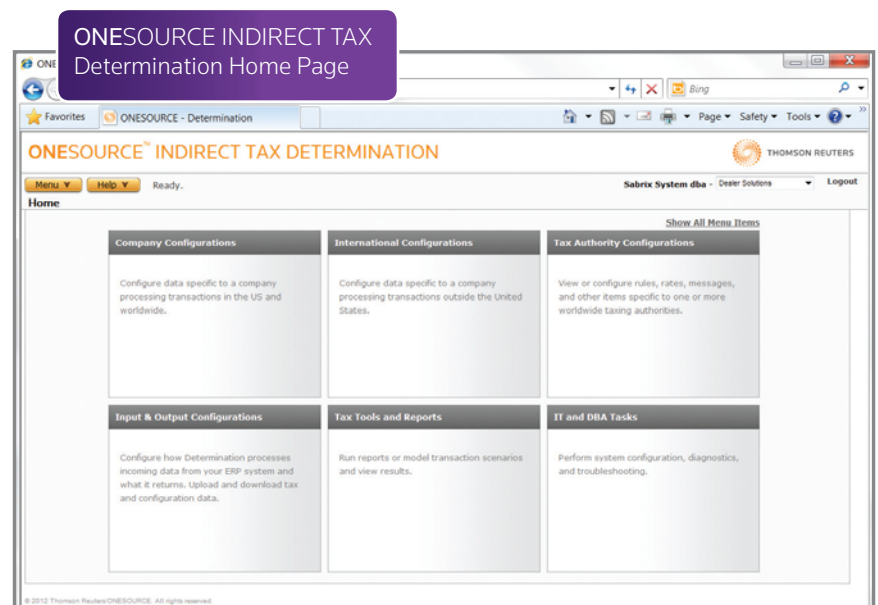 ONESOURCE INDIRECT TAX
Determination Home Page
ONE
Bing
Favorites ONESOURCE - Determination Page Safety Tools
ONESOURCE™ INDIRECT TAX DETERMINATION
THOMSON REUTERS
Menu Help Ready. Sabrix System dba - Dealer Solutions Logout
Home
Show All Menu Items
Company Configurations
Configure data specific to a company
processing transactions in the US and
worldwide.
International Configurations
Configure data specific to a company
processing transactions outside the United
States.
Tax Authority Configurations
View or configure rules, rates, messages,
and other items specific to one or more
worldwide taxing authorities.
Input & Output Configurations
Configure how Determination processes
incoming data from your ERP system and
what it returns. Upload and download tax
and configuration data.
Tax Tools and Reports
Run reports or model transaction scenarios
and view results.
IT and DBA Tasks
Perform system configuration, diagnostics,
and troubleshooting.
© 2012 Thomson Reuters/ONESOURCE. All rights reserved.